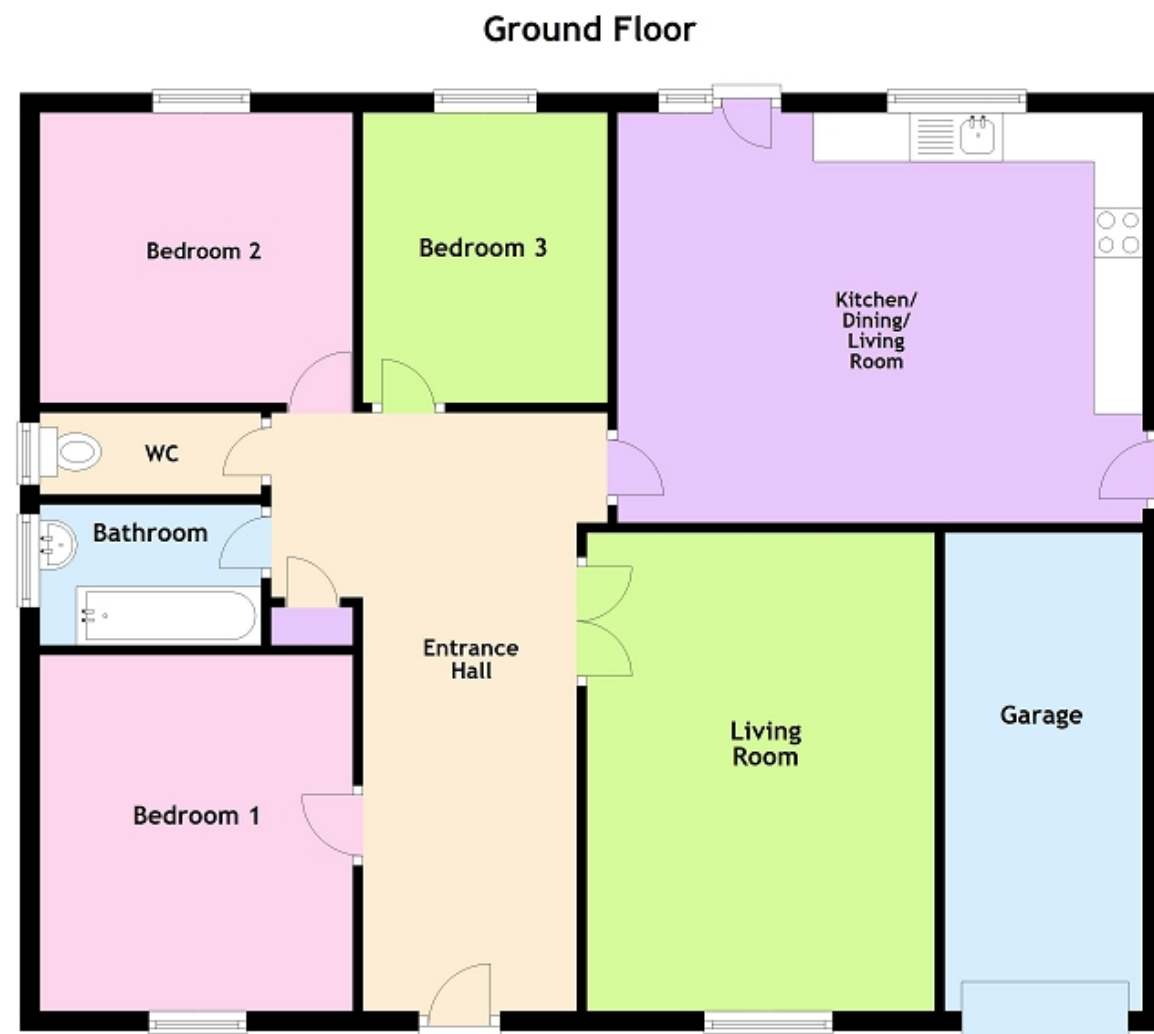 Ground Floor
Bedroom 2
Bedroom 3
Kitchen/
Dining/
Living
Room
WC
Bathroom
Entrance
Hall
Living
Room
Garage
Bedroom 1